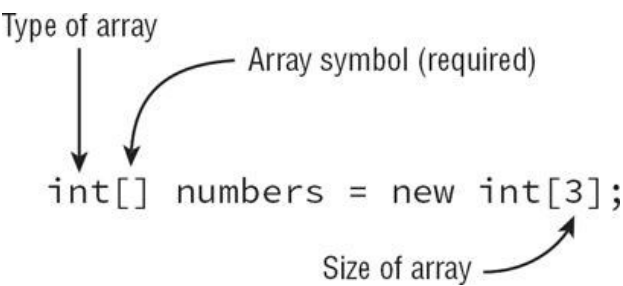 Type of array
Array symbol (required)
int[] numbers = new int[3];
Size of array